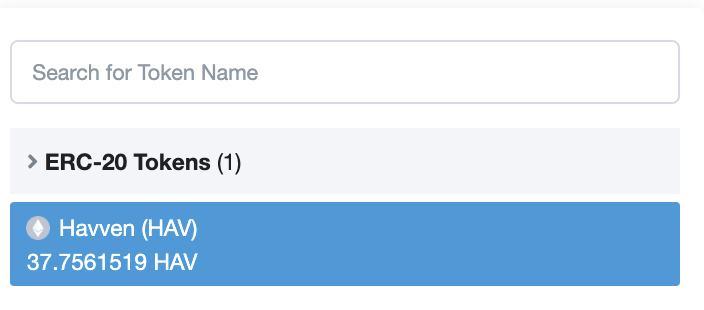 Search for Token Name
ERC-20 Tokens (1)
Havven (HAV)
37.7561519 HAV